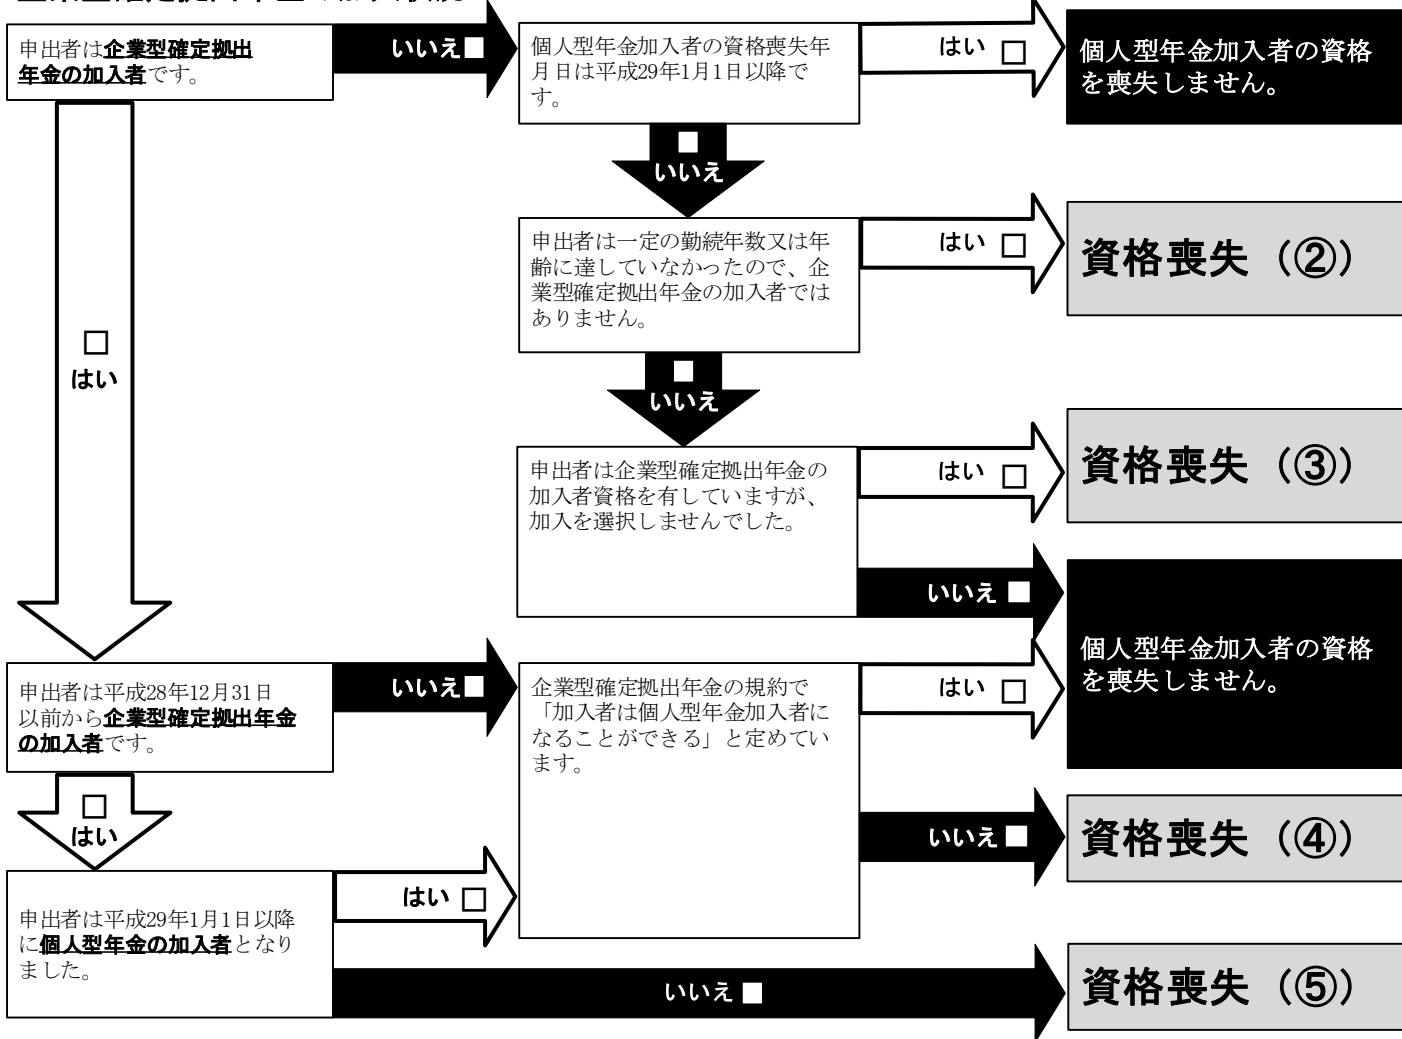 申出者は企業型確定拠出
年金の加入者です。
いいえ□
個人型年金加入者の資格喪失年
月日は平成29年1月1日以降で
す。
はい □
個人型年金加入者の資格
を喪失しません。
□
いいえ
申出者は一定の勤続年数又は年
齢に達していなかったので、企
業型確定拠出年金の加入者では
ありません。
はい □
資格喪失（②）
□
はい
□
いいえ
申出者は企業型確定拠出年金の
加入者資格を有していますが、
加入を選択しませんでした。
はい □
資格喪失（③）
いいえ □
個人型年金加入者の資格
を喪失しません。
申出者は平成28年12月31日
以前から企業型確定拠出年金
の加入者です。
いいえ□
企業型確定拠出年金の規約で
「加入者は個人型年金加入者に
なることができる」と定めてい
ます。
はい □
□
はい
いいえ □
資格喪失（④）
申出者は平成29年1月1日以降
に個人型年金の加入者となり
ました。
はい □
いいえ □
資格喪失（⑤）